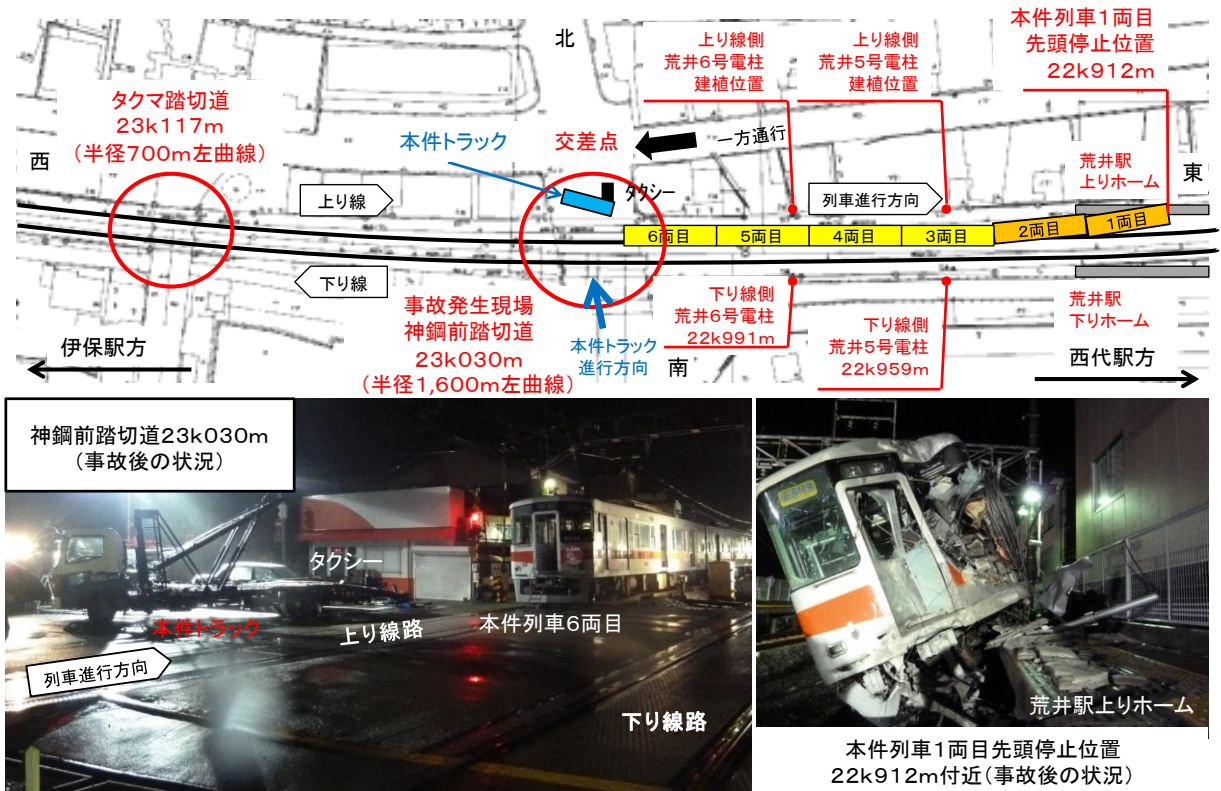 北
上り線側
荒井6号電柱
建植位置
上り線側
荒井5号電柱
建植位置
本件列車1両目
先頭停止位置
22k912m
タクマ踏切道
23k117m
(半径700m左曲線)
西
本件トラック
交差点
一方通行
タクシー
荒井駅
上りホーム
東
上り線
列車進行方向
6両目
5両目
4両目
3両目
2両目
1両目
下り線
事故発生現場
神鋼前踏切道
23k030m
(半径1,600m左曲線)
本件トラック
進行方向
南
下り線側
荒井6号電柱
22k991m
下り線側
荒井5号電柱
22k959m
荒井駅
下りホーム
伊保駅方
西代駅方
神鋼前踏切道23k030m
(事故後の状況)
タクシー
本件トラック
上り線路
本件列車6両目
列車進行方向
下り線路
荒井駅上りホーム
本件列車1両目先頭停止位置
22k912m付近(事故後の状況)